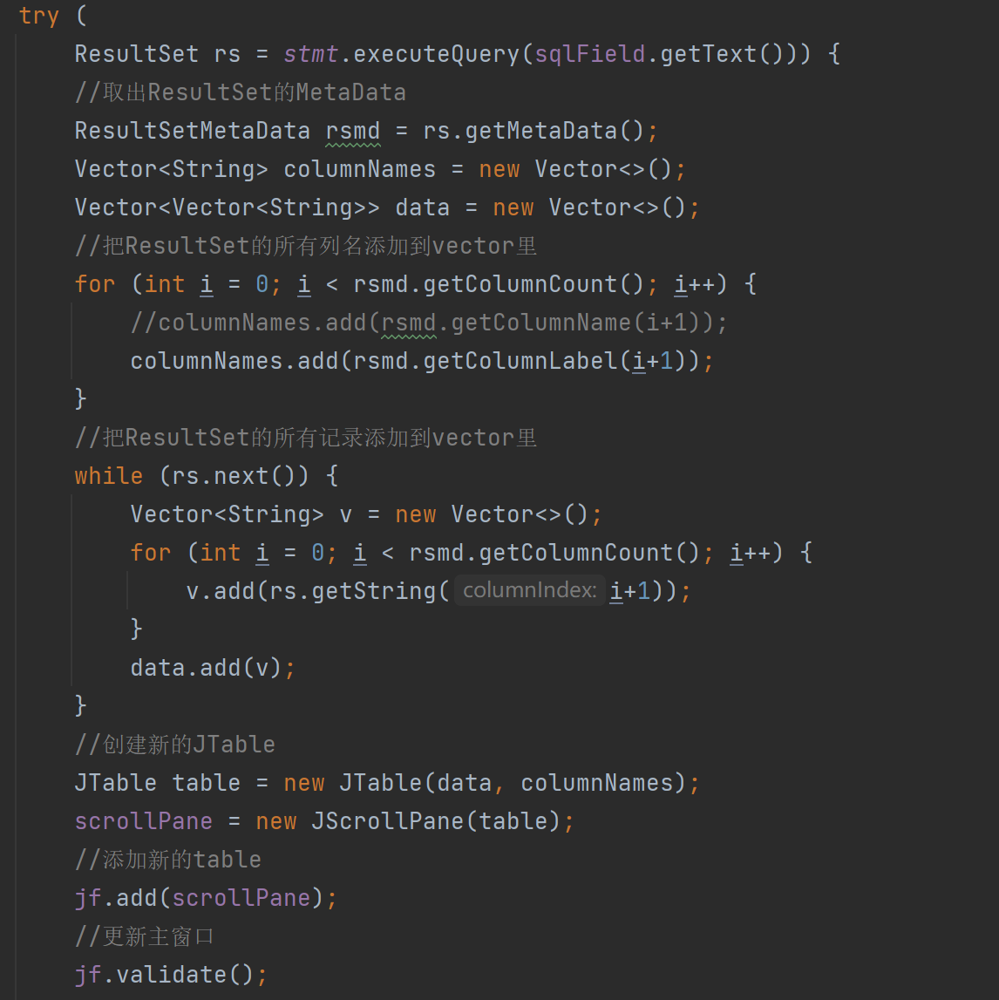 try (
ResultSet rs = stmt.executeQuery(sqlField.getText())) {
//取出ResultSet的MetaData
ResultSetMetaData rsmd = rs.getMetaData();
Vector<String> columnNames = new Vector<>();
Vector<Vector<String>> data = new Vector<>();
//把ResultSet的所有列名添加到vector里
for (int i = 0; i < rsmd.getColumnCount(); i++) {
//columnNames.add(rsmd.getColumnName(i+1));
columnNames.add(rsmd.getColumnLabel(i+1));
}
//把ResultSet的所有记录添加到vector里
while (rs.next()) {
Vector<String> v = new Vector<>();
for (int i = 0; i < rsmd.getColumnCount(); i++) {
v.add(rs.getString( columnIndex: i+1));
}
data.add(v);
}
//创建新的JTable
JTable table = new JTable(data, columnNames);
scrollPane = new JScrollPane(table);
//添加新的table
jf.add(scrollPane);
//更新主窗口
jf.validate();